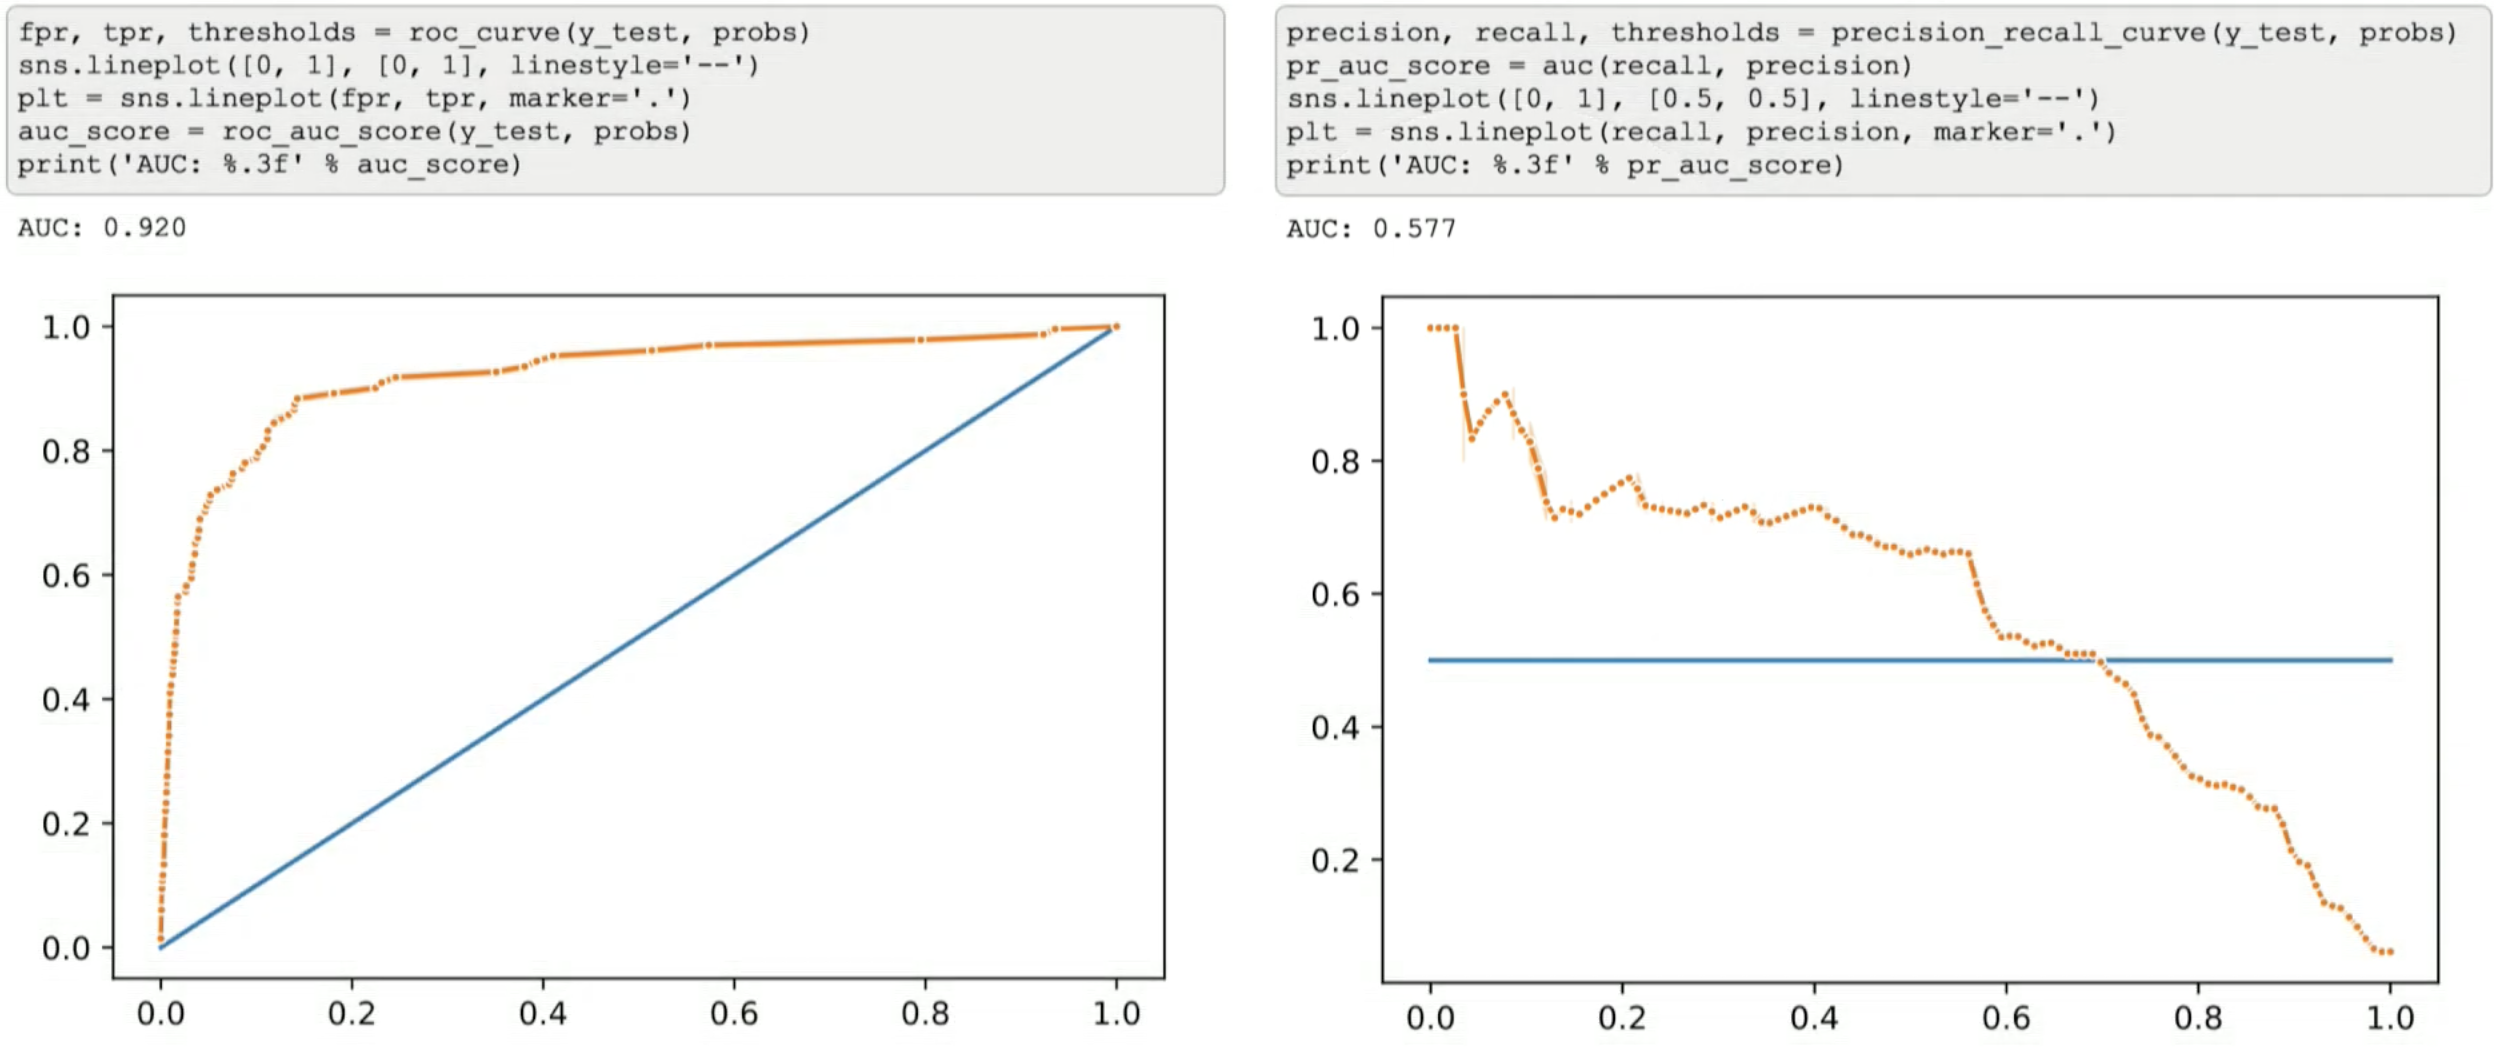 fpr, tpr, thresholds = roc_curve(y_test, probs)
sns.lineplot([0, 1], [0, 1], linestyle='--')
plt = sns.lineplot(fpr, tpr, marker='.')
auc_score = roc_auc_score(y_test, probs)
print('AUC: %.3f' % auc_score)
AUC: 0.920
1.0
0.8
0.6
0.4
0.2
0.0
0.0 0.2 0.4 0.6 0.8 1.0
precision, recall, thresholds = precision_recall_curve(y_test, probs)
pr_auc_score = auc(recall, precision)
sns.lineplot([0, 1], [0.5, 0.5], linestyle='--')
plt = sns.lineplot(recall, precision, marker='.')
print('AUC: %.3f' % pr_auc_score)
AUC: 0.577
1.0
0.8
0.6
0.4
0.2
0.0 0.2 0.4 0.6 0.8 1.0